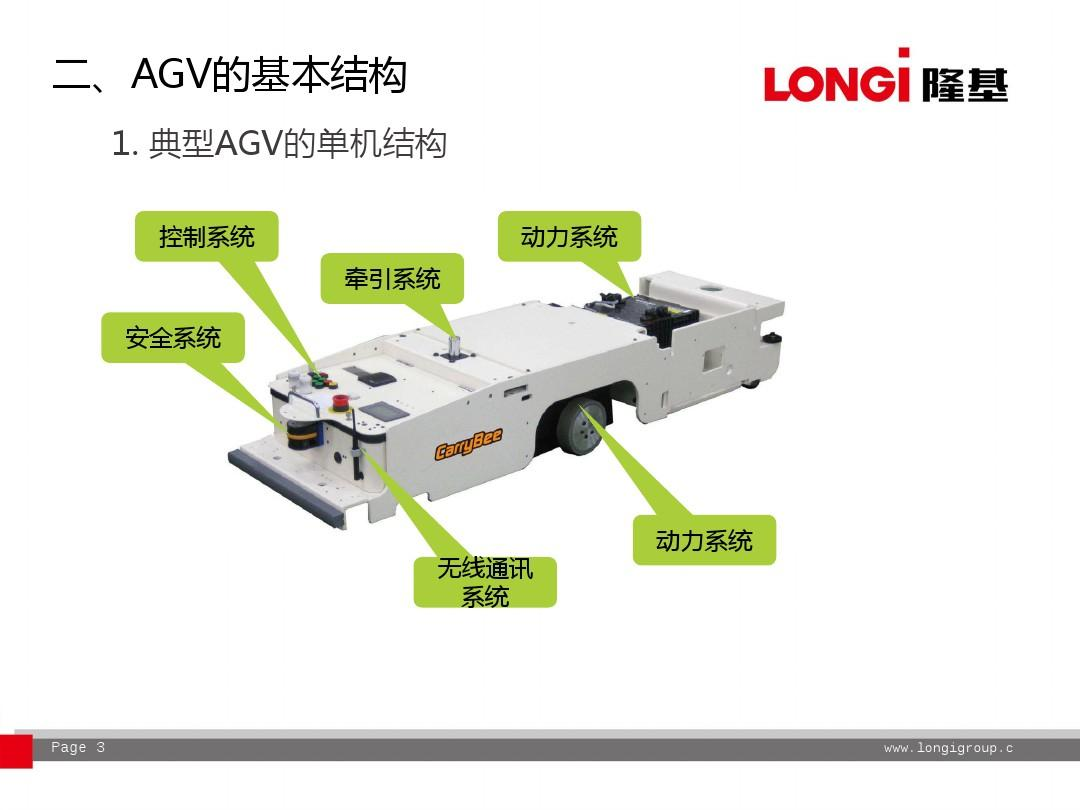 二、AGV的基本结构
LONGi 隆基
1. 典型AGV的单机结构
控制系统
动力系统
牵引系统
安全系统
CarryBee
动力系统
无线通讯
系统
Page 3
www.longigroup.c